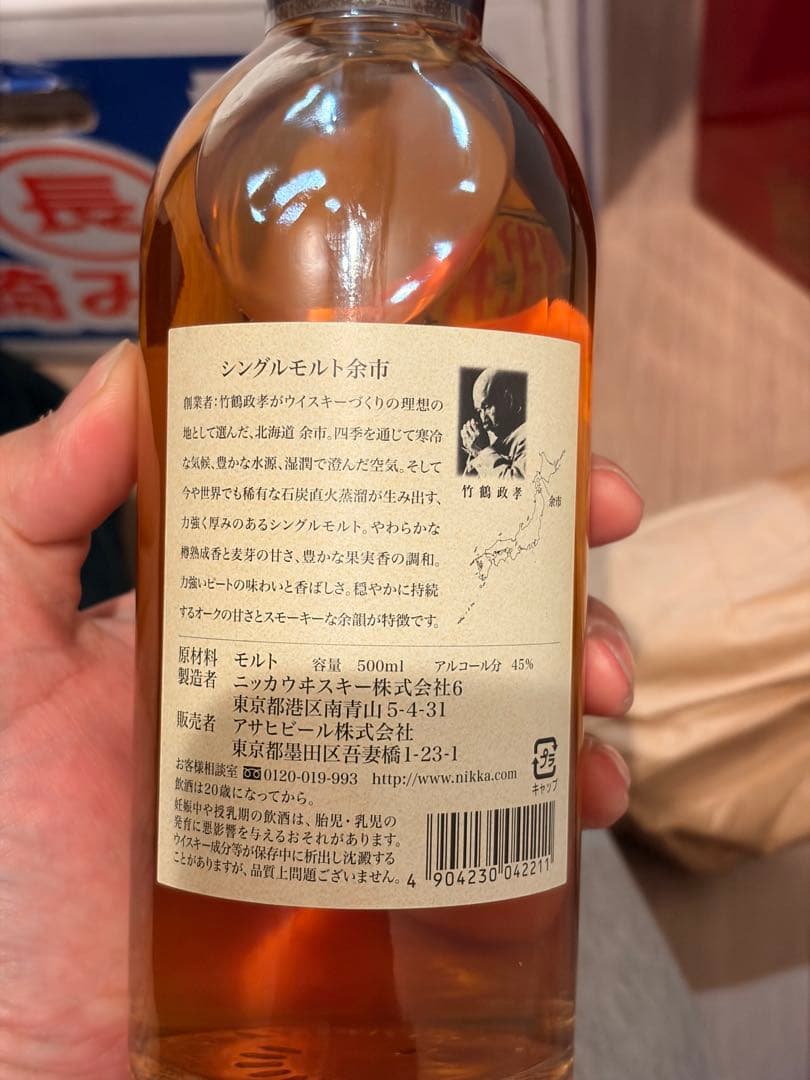 長
崎み
シングルモルト余市
創業者:竹鶴政孝がウイスキーづくりの理想の
地として選んだ、北海道 余市。四季を通じて寒冷
な気候、豊かな水源、湿潤で澄んだ空気。そして
今や世界でも稀有な石炭直火蒸溜が生み出す、
力強く厚みのあるシングルモルト。やわらかな
樽熟成香と麦芽の甘さ、豊かな果実香の調和。
力強いピートの味わいと香ばしさ。穏やかに持続
するオークの甘さとスモーキーな余韻が特徴です。
竹鶴政孝
余市
原材料 モルト 容量 500ml アルコール分 45%
製造者 ニッカウヰスキー株式会社6
東京都港区南青山5-4-31
販売者 アサヒビール株式会社
東京都墨田区吾妻橋1-23-1
お客様相談室 0120-019-993 http://www.nikka.com
飲酒は20歳になってから。
妊娠中や授乳期の飲酒は、胎児・乳児の
発育に悪影響を与えるおそれがあります。
ウイスキー成分等が保存中に析出し沈澱する
ことがありますが、品質上問題ございません。
プラ
キャップ
4 904230 042211